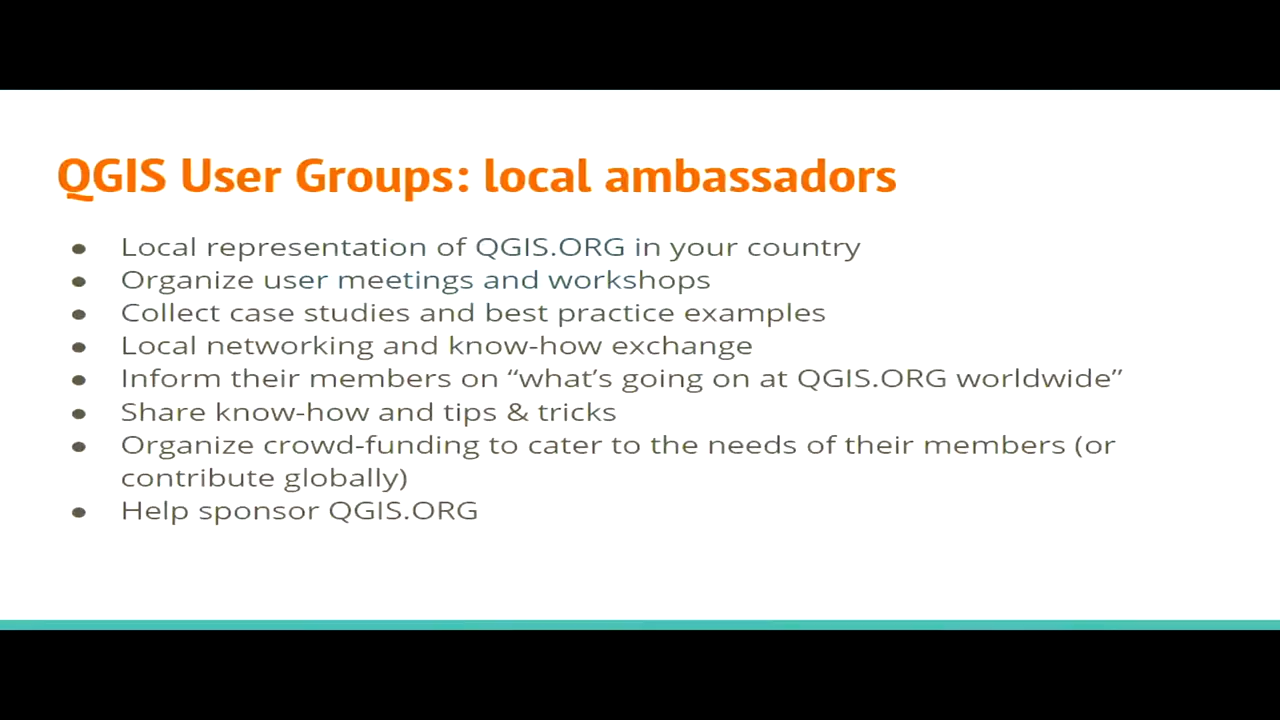 QGIS User Groups: local ambassadors
● Local representation of QGIS.ORG in your country
● Organize user meetings and workshops
● Collect case studies and best practice examples
● Local networking and know-how exchange
● Inform their members on “what’s going on at QGIS.ORG worldwide”
● Share know-how and tips & tricks
● Organize crowd-funding to cater to the needs of their members (or
contribute globally)
● Help sponsor QGIS.ORG